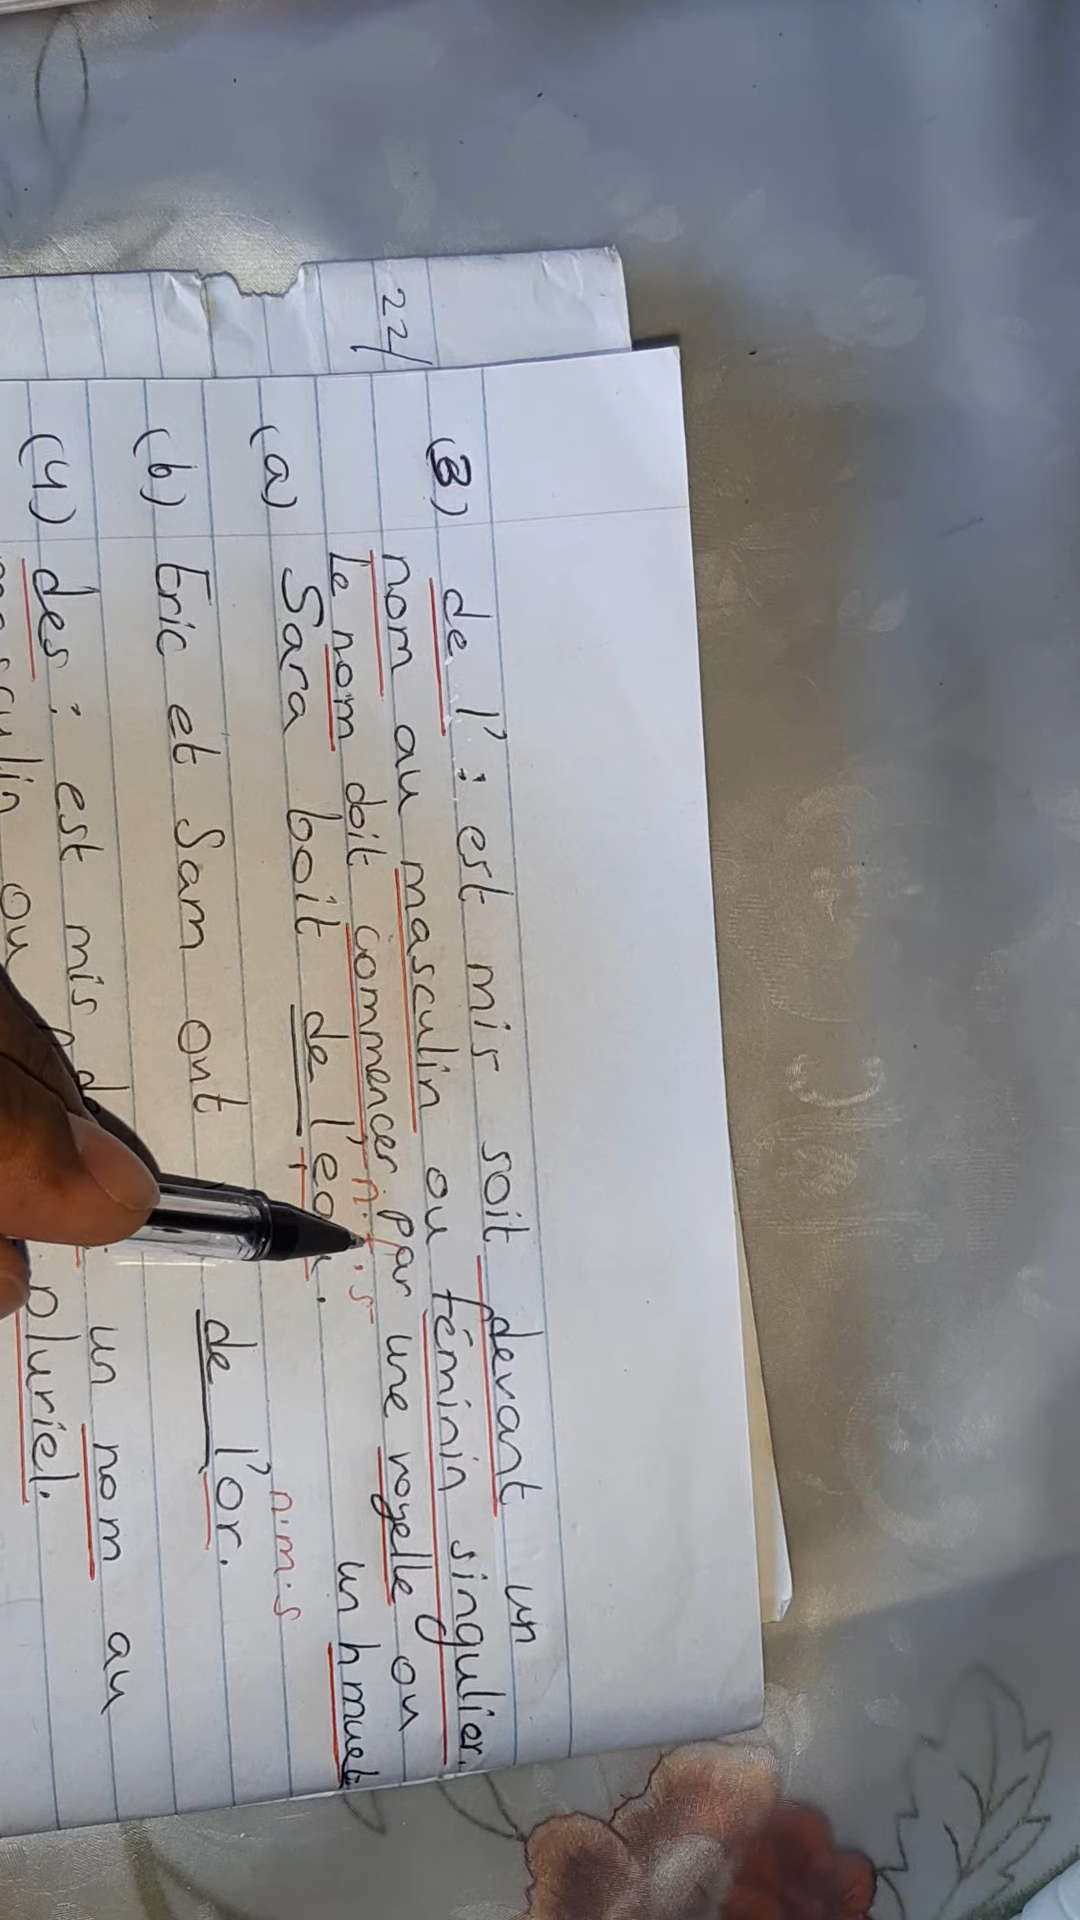 22/
(3) de l' : est mis soit devant un
nom au masculin ou féminin singulier.
Le nom doit commencer par une voyelle ou
un h muet
n. .s
(a) Sara boit de l'eau.
n.m.s
(b) Eric et Sam ont de l'or.
(4) des : est mis un nom au
masculin ou pluriel.